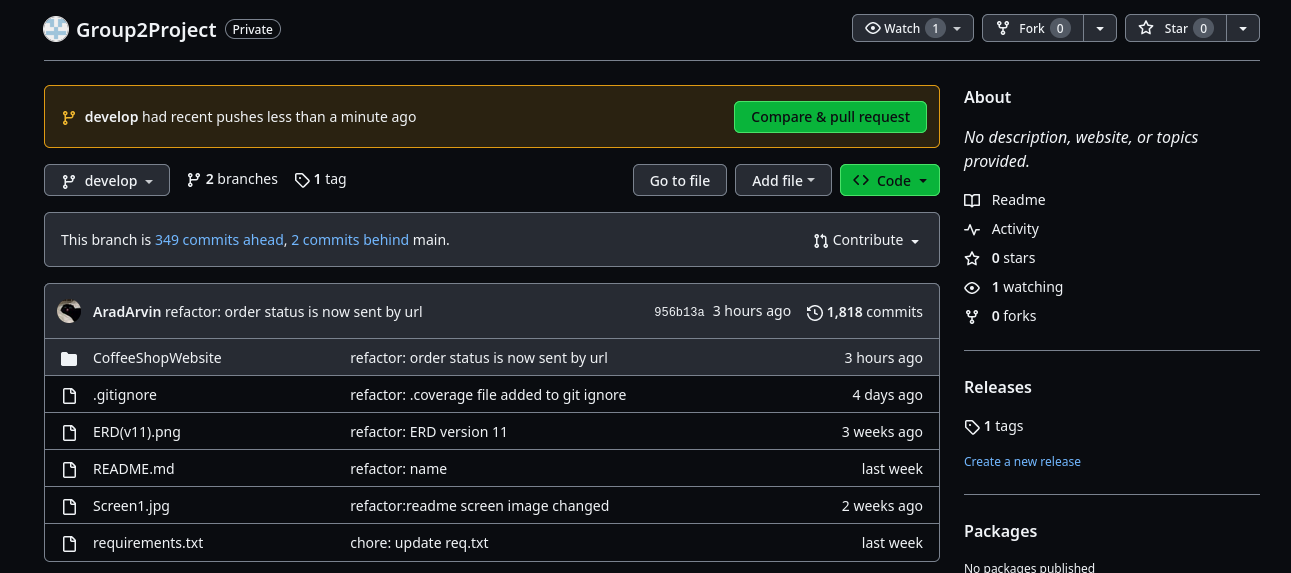 Group2Project Private Watch 1 Fork 0 Star 0
develop had recent pushes less than a minute ago Compare & pull request
develop 2 branches 1 tag Go to file Add file Code
This branch is 349 commits ahead, 2 commits behind main. Contribute
AradArvin refactor: order status is now sent by url 956b13a 3 hours ago 1,818 commits
CoffeeShopWebsite refactor: order status is now sent by url 3 hours ago
.gitignore refactor: .coverage file added to git ignore 4 days ago
ERD(v11).png refactor: ERD version 11 3 weeks ago
README.md refactor: name last week
Screen1.jpg refactor:readme screen image changed 2 weeks ago
requirements.txt chore: update req.txt last week
About
No description, website, or topics
provided.
Readme
Activity
0 stars
1 watching
0 forks
Releases
1 tags
Create a new release
Packages
No packages published